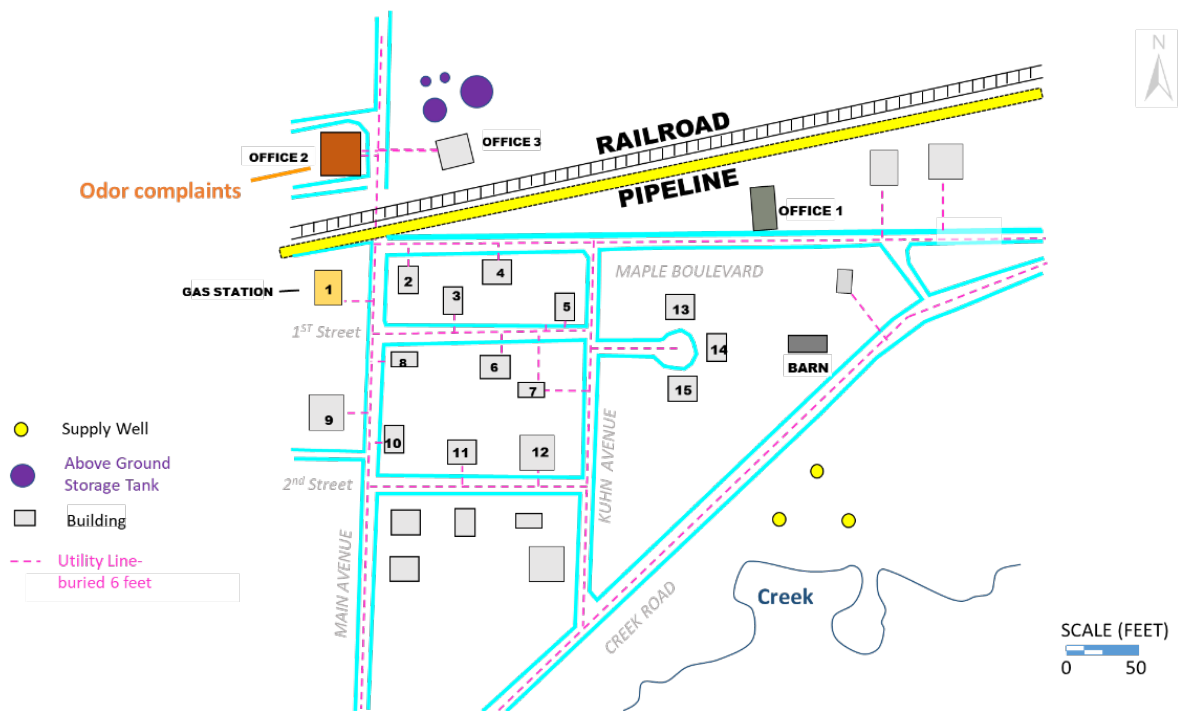 N
RAILROAD
OFFICE 3
OFFICE 2
Odor complaints
PIPELINE
OFFICE 1
MAPLE BOULEVARD
GAS STATION
1
2
3
4
5
1ST Street
13
14
15
BARN
6
7
8
9
10
11
12
KUHN AVENUE
2nd Street
MAIN AVENUE
CREEK ROAD
Creek
Supply Well
Above Ground
Storage Tank
Building
Utility Line-
buried 6 feet
SCALE (FEET)
0 50